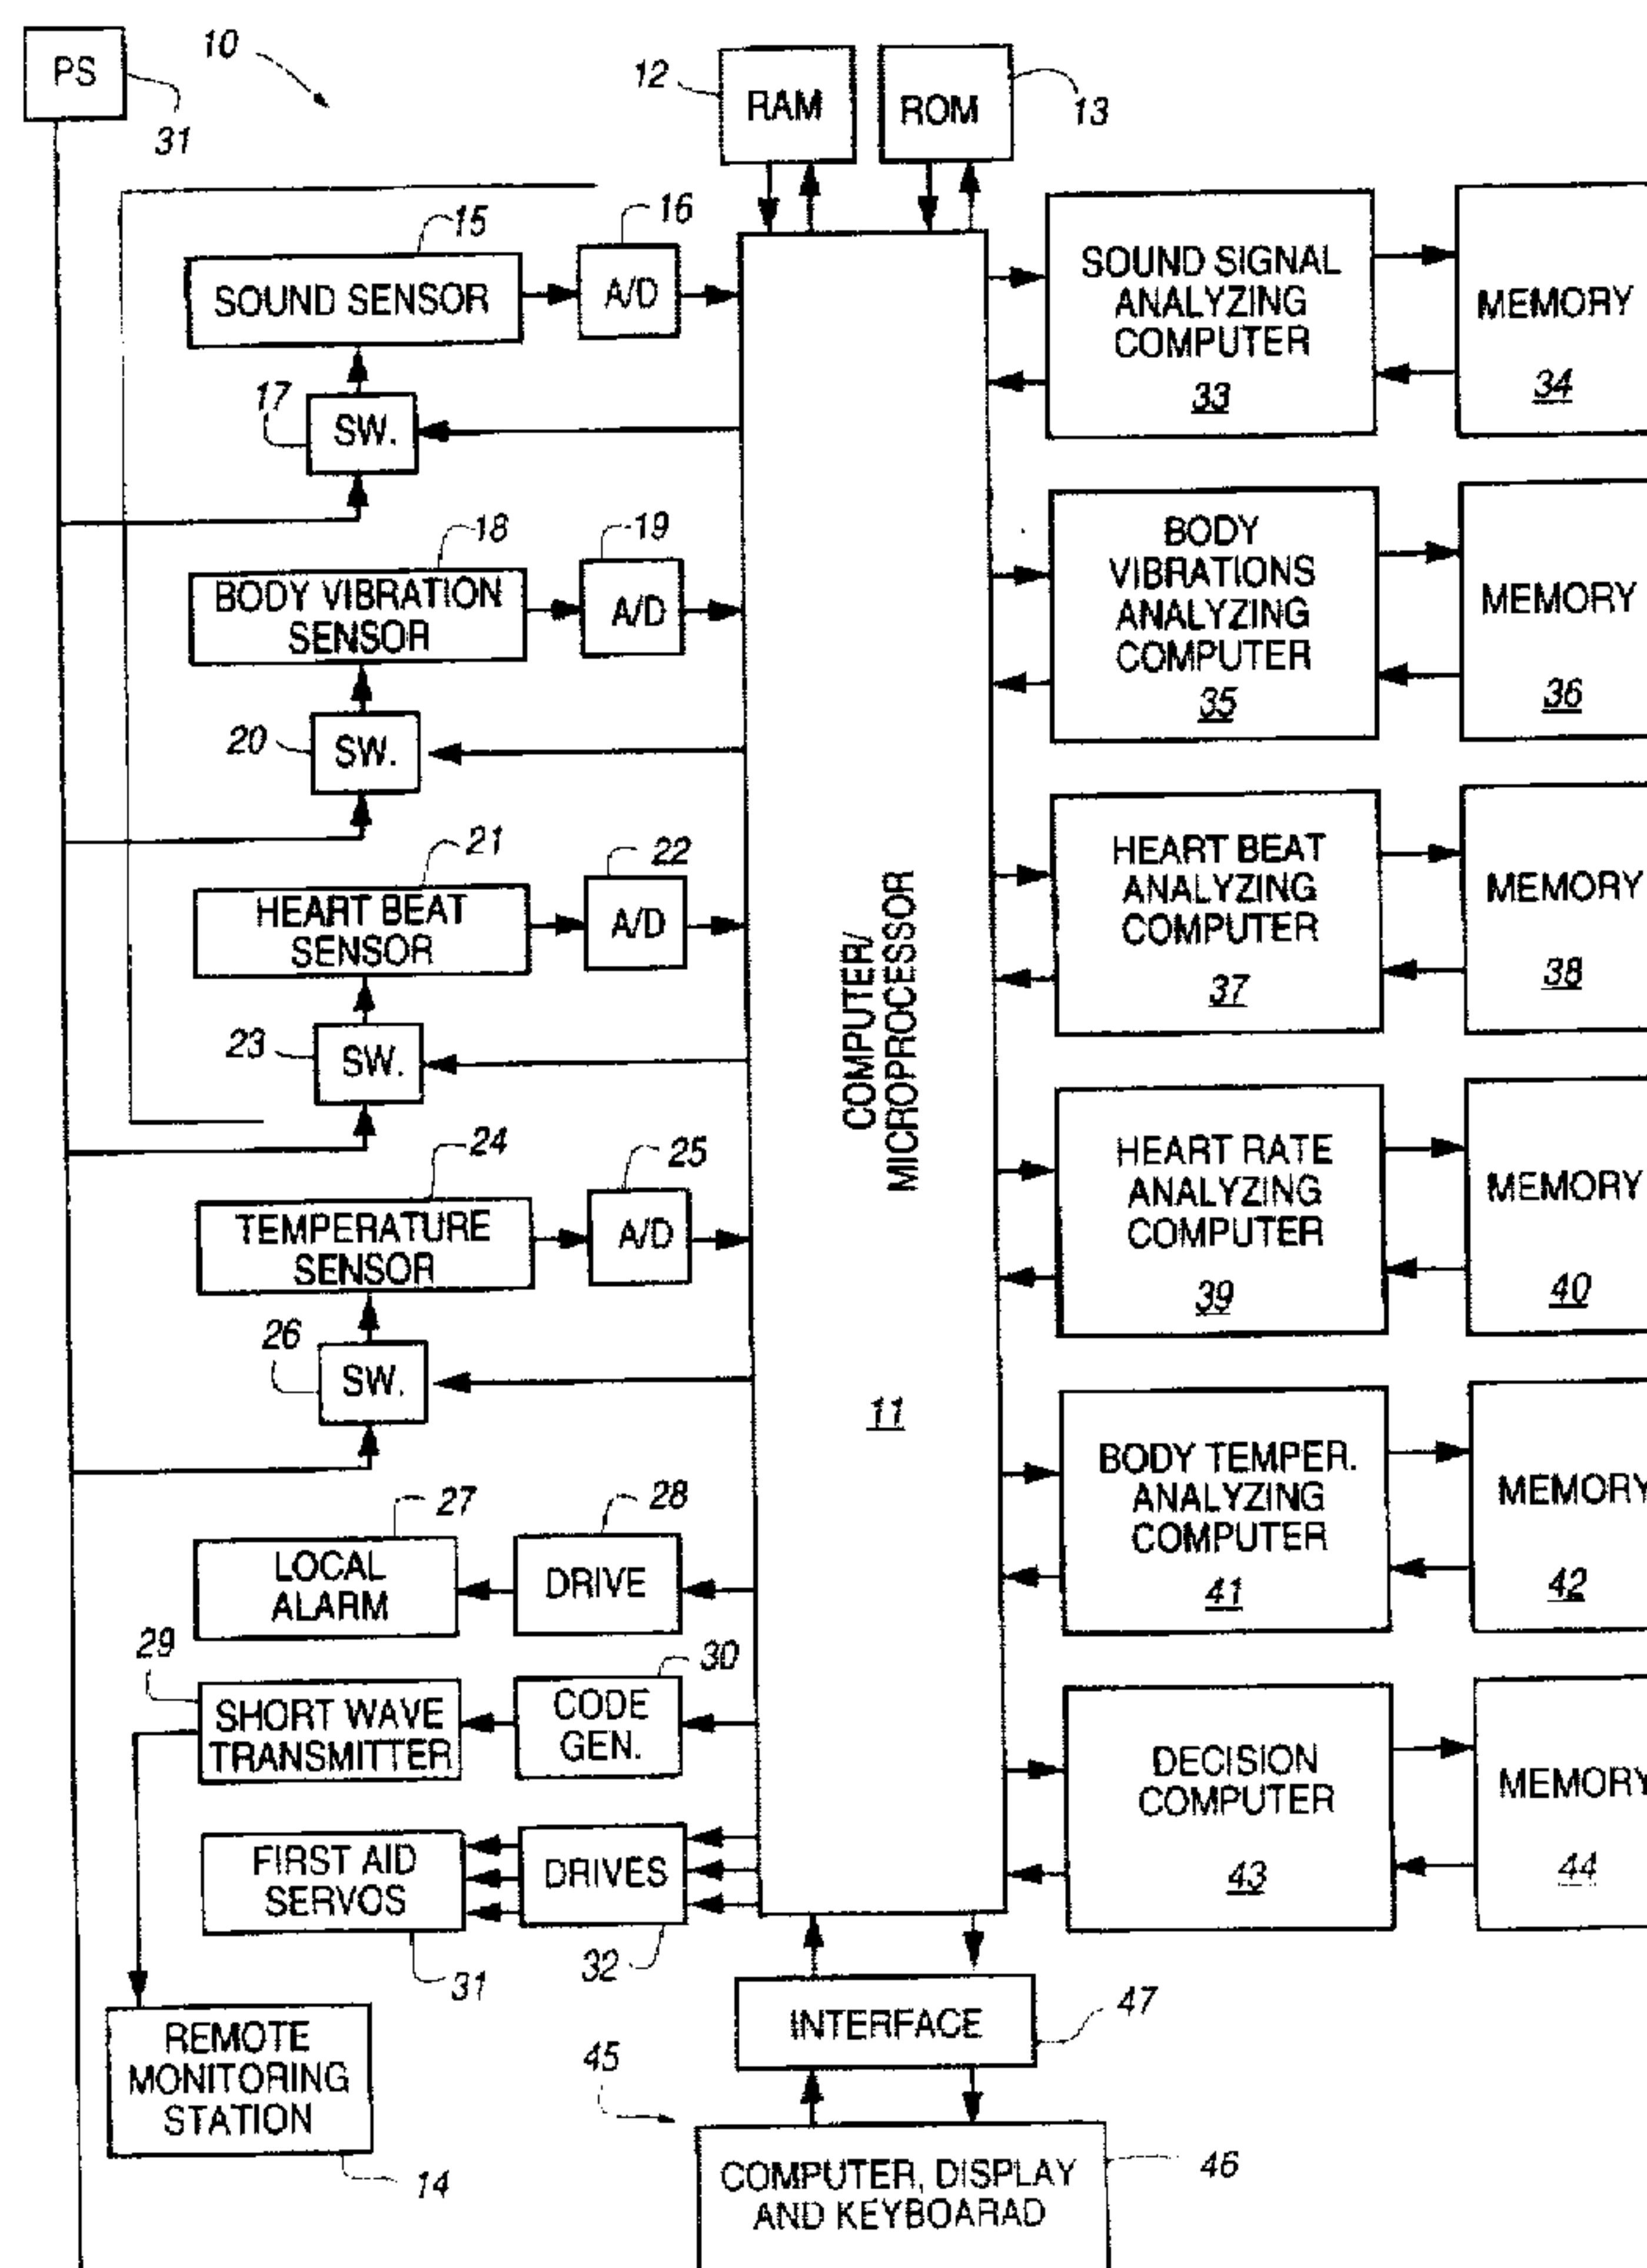 PS
10
31
12
RAM
ROM
13
15
16
SOUND SENSOR
A/D
17
SW.
SOUND SIGNAL
ANALYZING
COMPUTER
33
MEMORY
34
18
19
BODY VIBRATION
SENSOR
A/D
20
SW.
BODY
VIBRATIONS
ANALYZING
COMPUTER
35
MEMORY
36
21
22
HEART BEAT
SENSOR
A/D
23
SW.
COMPUTER/
MICROPROCESSOR
11
HEART BEAT
ANALYZING
COMPUTER
37
MEMORY
38
24
25
TEMPERATURE
SENSOR
A/D
26
SW.
HEART RATE
ANALYZING
COMPUTER
39
MEMORY
40
27
28
LOCAL
ALARM
DRIVE
BODY TEMPER.
ANALYZING
COMPUTER
41
MEMORY
42
29
30
SHORT WAVE
TRANSMITTER
CODE
GEN.
FIRST AID
SERVOS
DRIVES
31
32
DECISION
COMPUTER
43
MEMORY
44
REMOTE
MONITORING
STATION
14
INTERFACE
47
45
COMPUTER, DISPLAY
AND KEYBOARAD
46